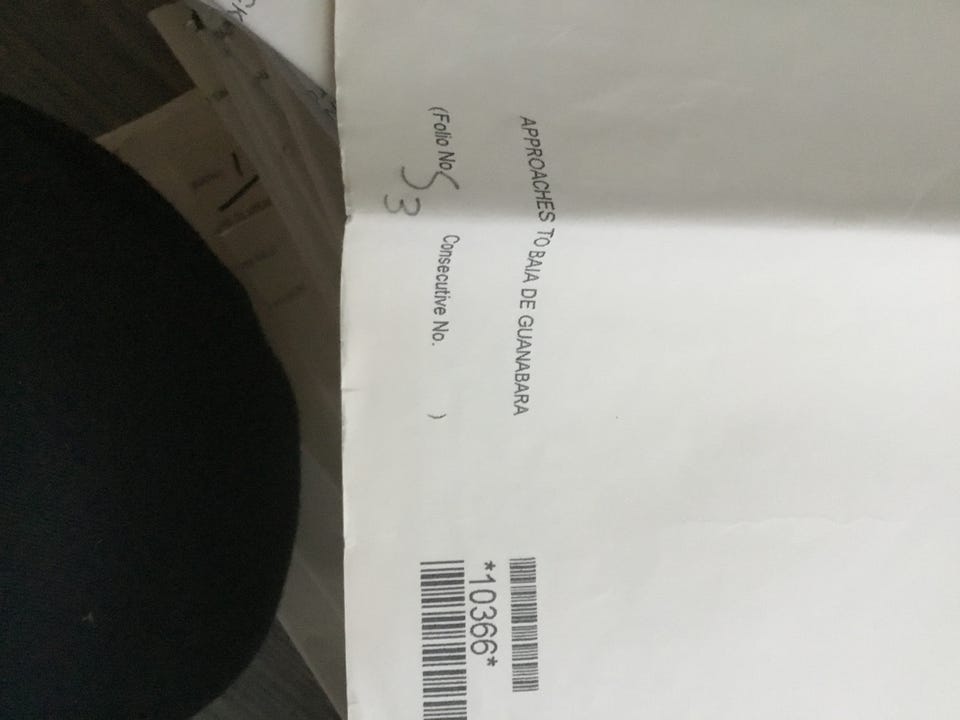 APPROACHES TO BAIA DE GUANABARA
(Folio No 53 Consecutive No. )
*10366*